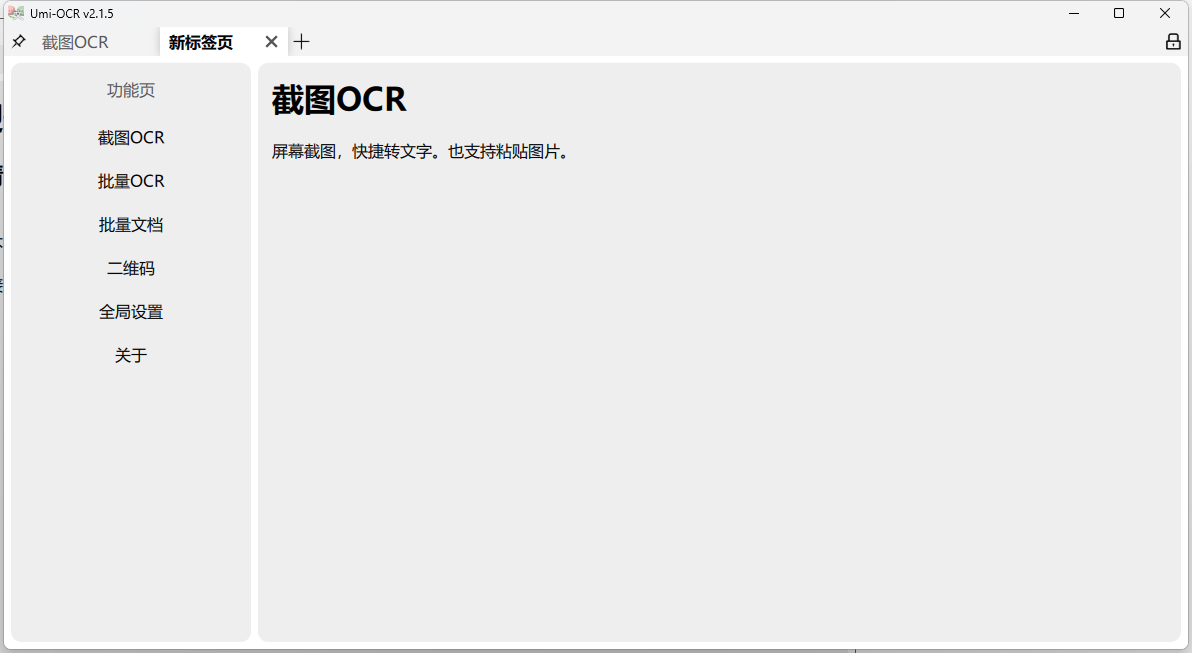 Umi-OCR v2.1.5
截图OCR
新标签页
功能页
截图OCR
批量OCR
批量文档
二维码
全局设置
关于
截图OCR
屏幕截图，快捷转文字。也支持粘贴图片。